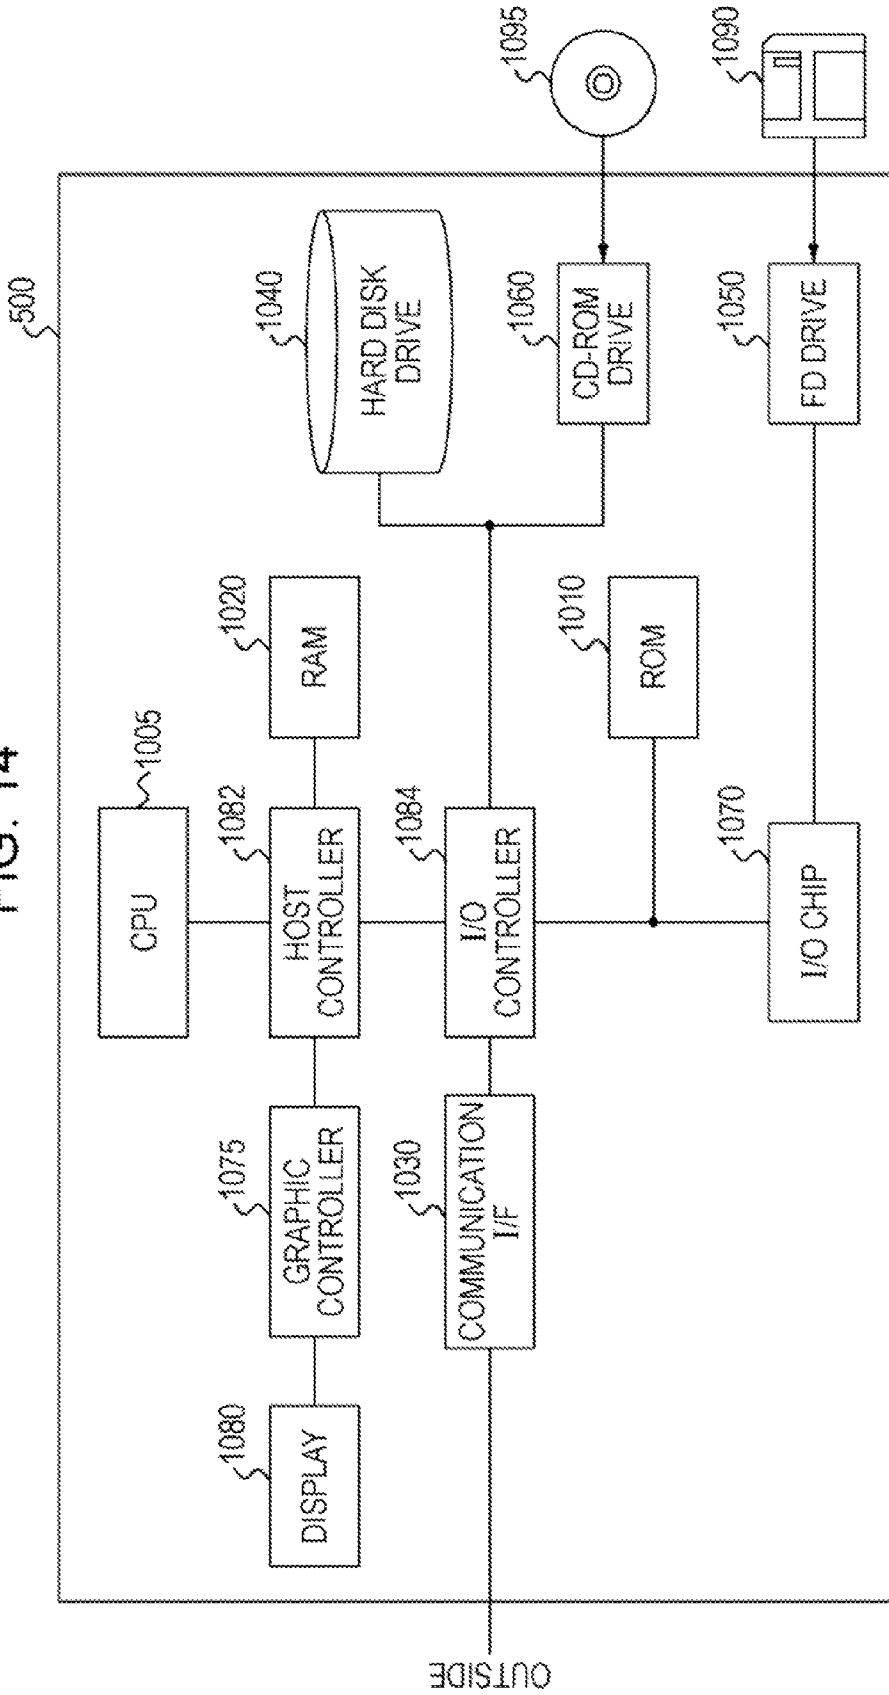 FIG. 14
500
CPU
1005
DISPLAY
1080
GRAPHIC
CONTROLLER
1075
HOST
CONTROLLER
1082
RAM
1020
HARD DISK
DRIVE
1040
OUTSIDE
COMMUNICATION
I/F
1030
I/O
CONTROLLER
1084
CD-ROM
DRIVE
1060
1095
ROM
1010
I/O CHIP
1070
FD DRIVE
1050
1090